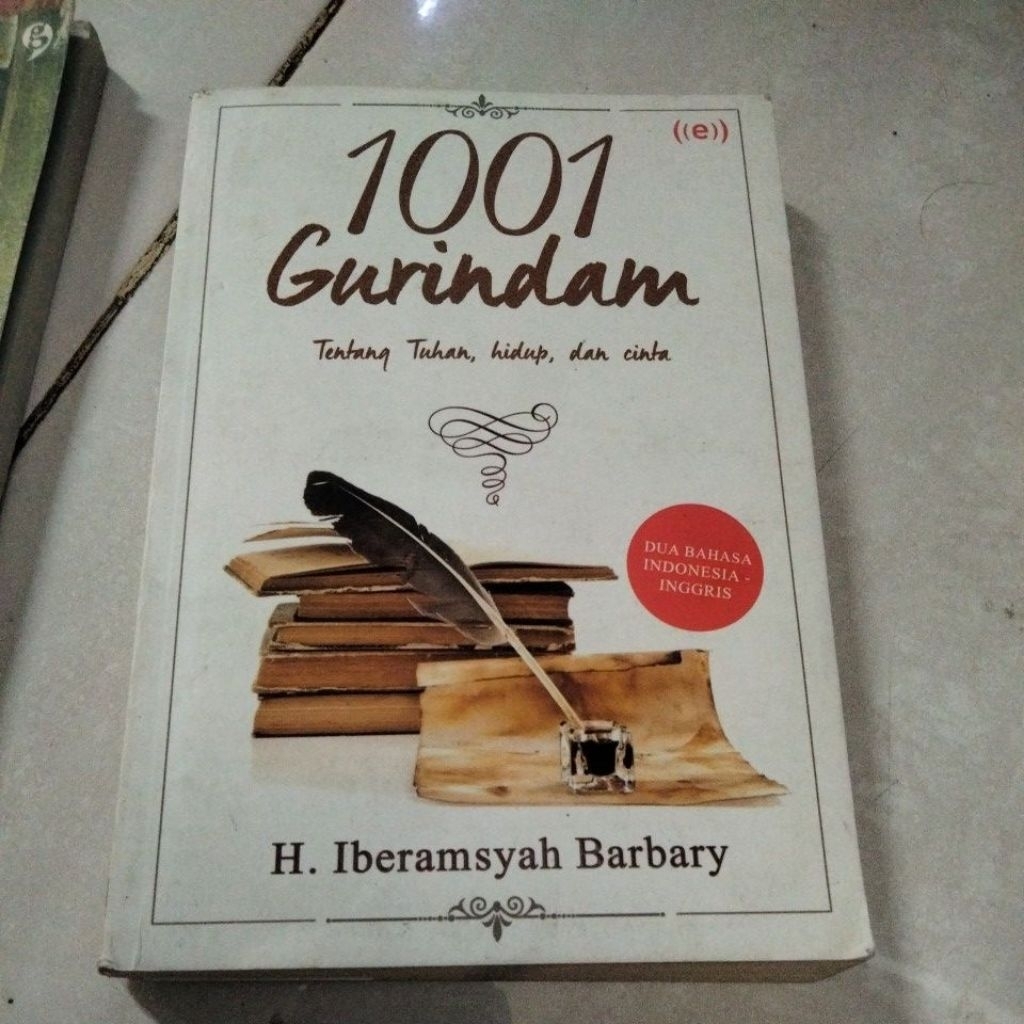 g
((e))
1001
Gurindam
Tentang Tuhan, hidup, dan cinta
DUA BAHASA
INDONESIA -
INGGRIS
H. Iberamsyah Barbary